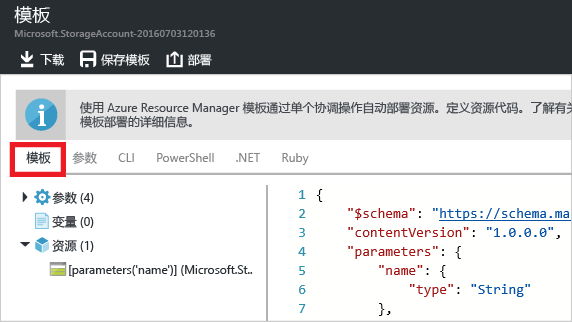 模板
Microsoft.StorageAccount-20160703120136
下载 保存模板 部署
使用 Azure Resource Manager 模板通过单个协调操作自动部署资源。定义资源代码。了解有关
模板部署的详细信息。
模板 参数 CLI PowerShell .NET Ruby
参数 (4)
变量 (0)
资源 (1)
[parameters('name')] (Microsoft.St..
1 {
2 "$schema": "https://schema.ma
3 "contentVersion": "1.0.0.0",
4 "parameters": {
5 "name": {
6 "type": "String"
7 },